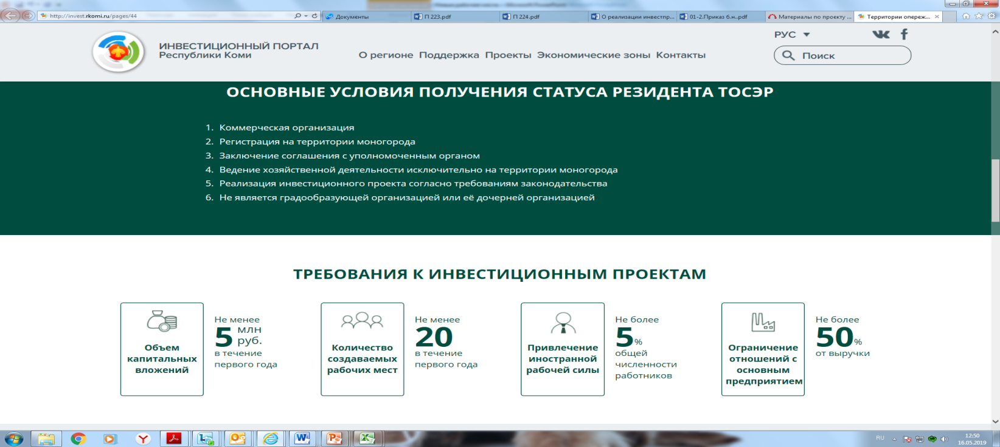 http://invest.rkomi.ru/pages/44
Документы
П 223.pdf
П 224.pdf
О реализации инвестпр...
01-2.Приказ б.н..pdf
Материалы по проекту ...
Территории опереж...
ИНВЕСТИЦИОННЫЙ ПОРТАЛ
Республики Коми
О регионе Поддержка Проекты Экономические зоны Контакты
РУС
Поиск
ОСНОВНЫЕ УСЛОВИЯ ПОЛУЧЕНИЯ СТАТУСА РЕЗИДЕНТА ТОСЭР
1. Коммерческая организация
2. Регистрация на территории моногорода
3. Заключение соглашения с уполномоченным органом
4. Ведение хозяйственной деятельности исключительно на территории моногорода
5. Реализация инвестиционного проекта согласно требованиям законодательства
6. Не является градообразующей организацией или её дочерней организацией
ТРЕБОВАНИЯ К ИНВЕСТИЦИОННЫМ ПРОЕКТАМ
Объем
капитальных
вложений
Не менее
5 млн
руб.
в течение
первого года
Количество
создаваемых
рабочих мест
Не менее
20
в течение
первого года
Привлечение
иностранной
рабочей силы
Не более
5%
общей
численности
работников
Ограничение
отношений с
основным
предприятием
Не более
50%
от выручки
RU
12:50
16.05.2019